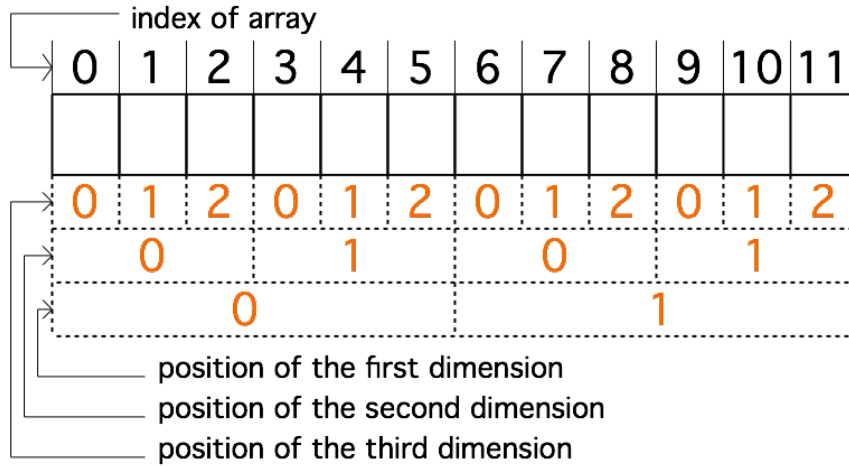 index of array
0 1 2 3 4 5 6 7 8 9 10 11
0 1 2 0 1 2 0 1 2 0 1 2
0 1 0 1
0 1
position of the first dimension
position of the second dimension
position of the third dimension